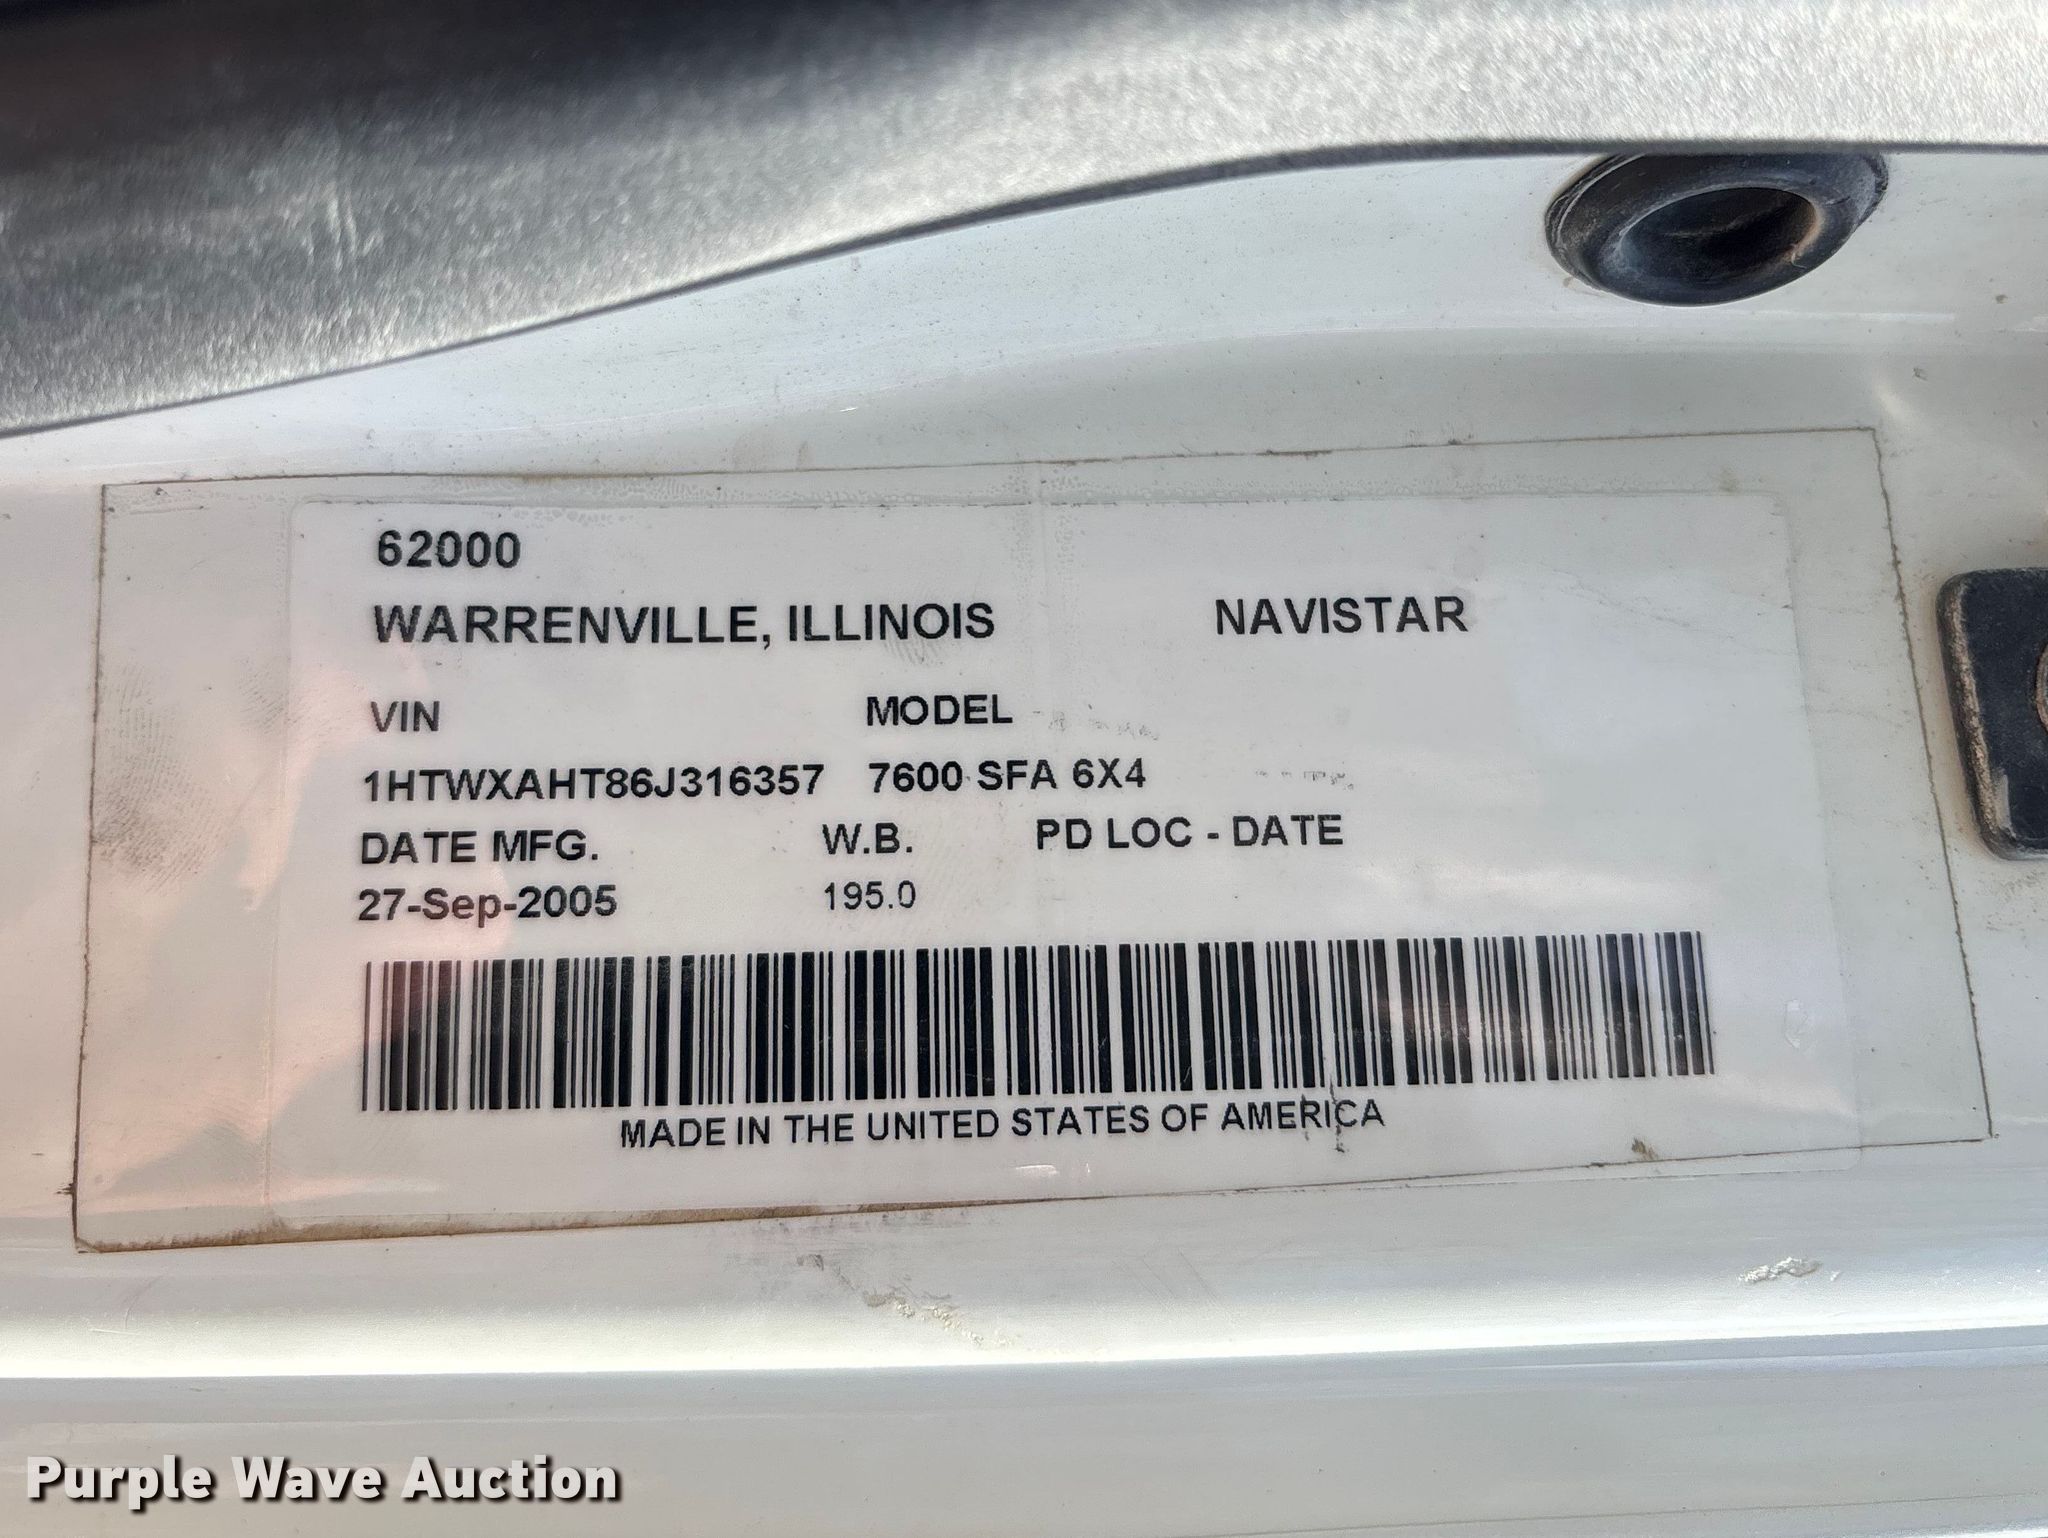 62000
WARRENVILLE, ILLINOIS NAVISTAR
VIN MODEL
1HTWXAHT86J316357 7600 SFA 6X4
DATE MFG. W.B. PD LOC - DATE
27-Sep-2005 195.0
MADE IN THE UNITED STATES OF AMERICA
Purple Wave Auction